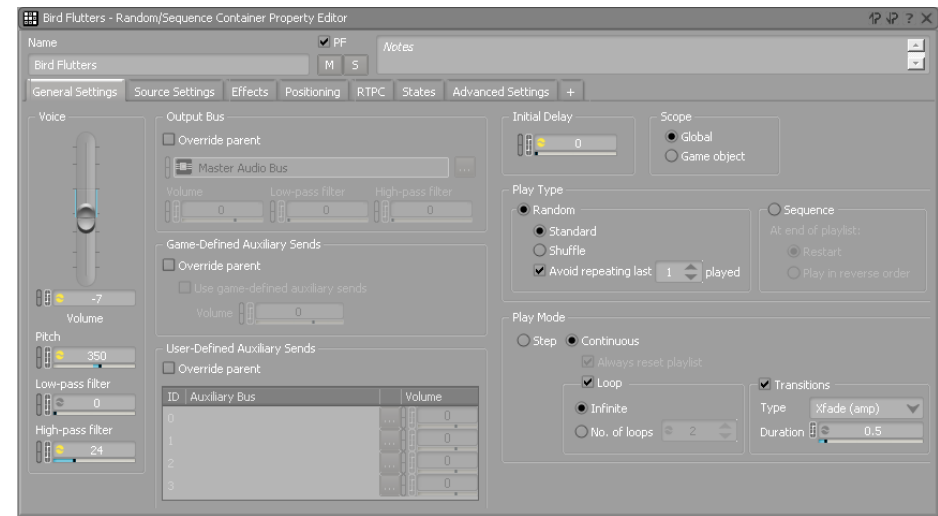 Bird Flutters - Random/Sequence Container Property Editor
Name
PF
Notes
Bird Flutters
M S
General Settings Source Settings Effects Positioning RTPC States Advanced Settings +
Voice
-7
Volume
Pitch
350
Low-pass filter
0
High-pass filter
24
Output Bus
Override parent
Master Audio Bus
...
Volume Low-pass filter High-pass filter
0 0 0
Game-Defined Auxiliary Sends
Override parent
Use game-defined auxiliary sends
Volume 0
User-Defined Auxiliary Sends
Override parent
ID Auxiliary Bus Volume
0 ... 0
1 ... 0
2 ... 0
3 ... 0
Initial Delay
0
Scope
Global
Game object
Play Type
Random
Standard
Shuffle
Avoid repeating last 1 played
Sequence
At end of playlist:
Restart
Play in reverse order
Play Mode
Step Continuous
Always reset playlist
Loop
Infinite
No. of loops 2
Transitions
Type Xfade (amp)
Duration 0.5